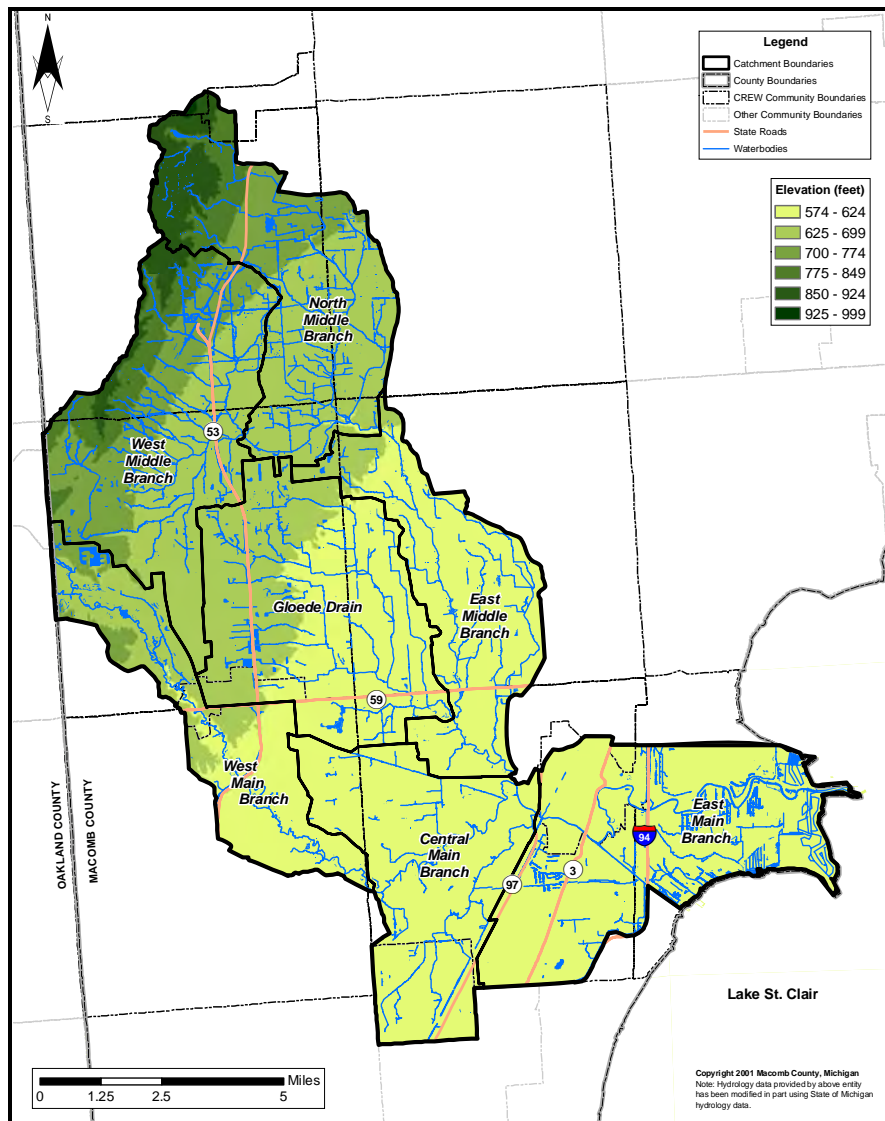 N
S
Legend
Catchment Boundaries
County Boundaries
CREW Community Boundaries
Other Community Boundaries
State Roads
Waterbodies
Elevation (feet)
574 - 624
625 - 699
700 - 774
775 - 849
850 - 924
925 - 999
North
Middle
Branch
53
West
Middle
Branch
Gloede Drain
East
Middle
Branch
59
West
Main
Branch
Central
Main
Branch
East
Main
Branch
94
3
97
OAKLAND COUNTY
MACOMB COUNTY
Lake St. Clair
Miles
0 1.25 2.5 5
Copyright 2001 Macomb County, Michigan
Note: Hydrology data provided by above entity
has been modified in part using State of Michigan
hydrology data.